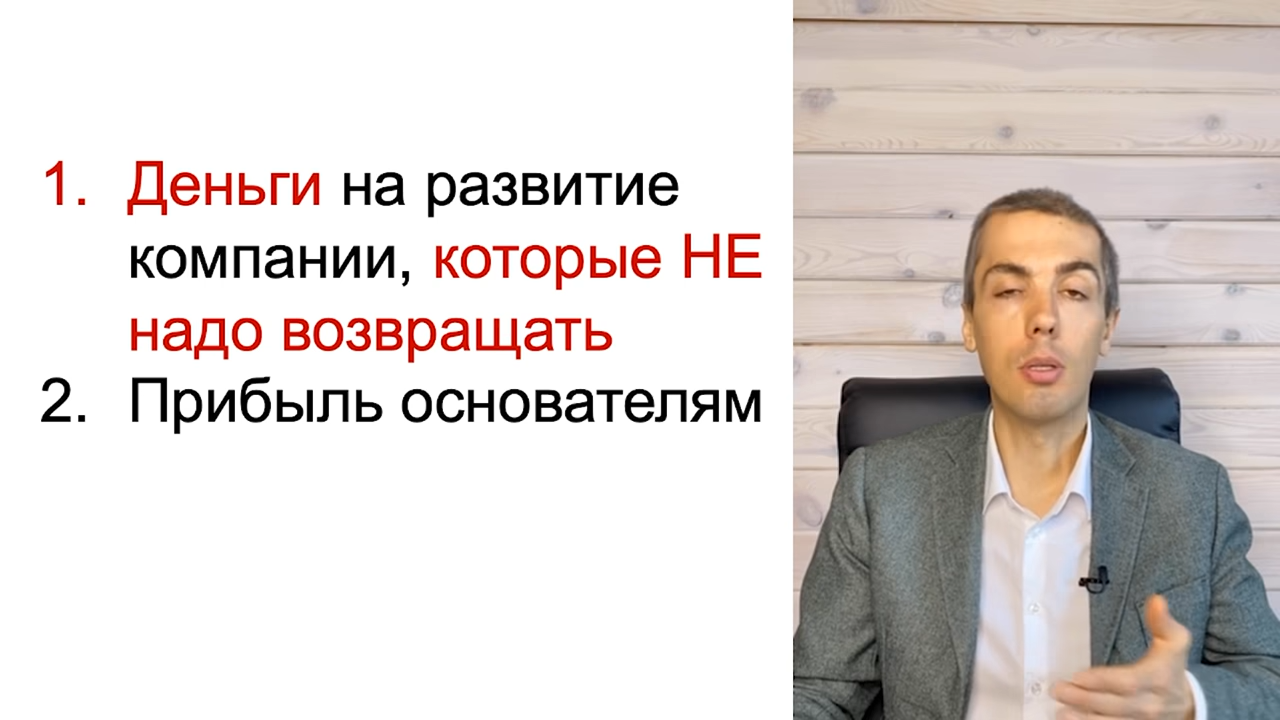 1. Деньги на развитие
компании, которые НЕ
надо возвращать
2. Прибыль основателям